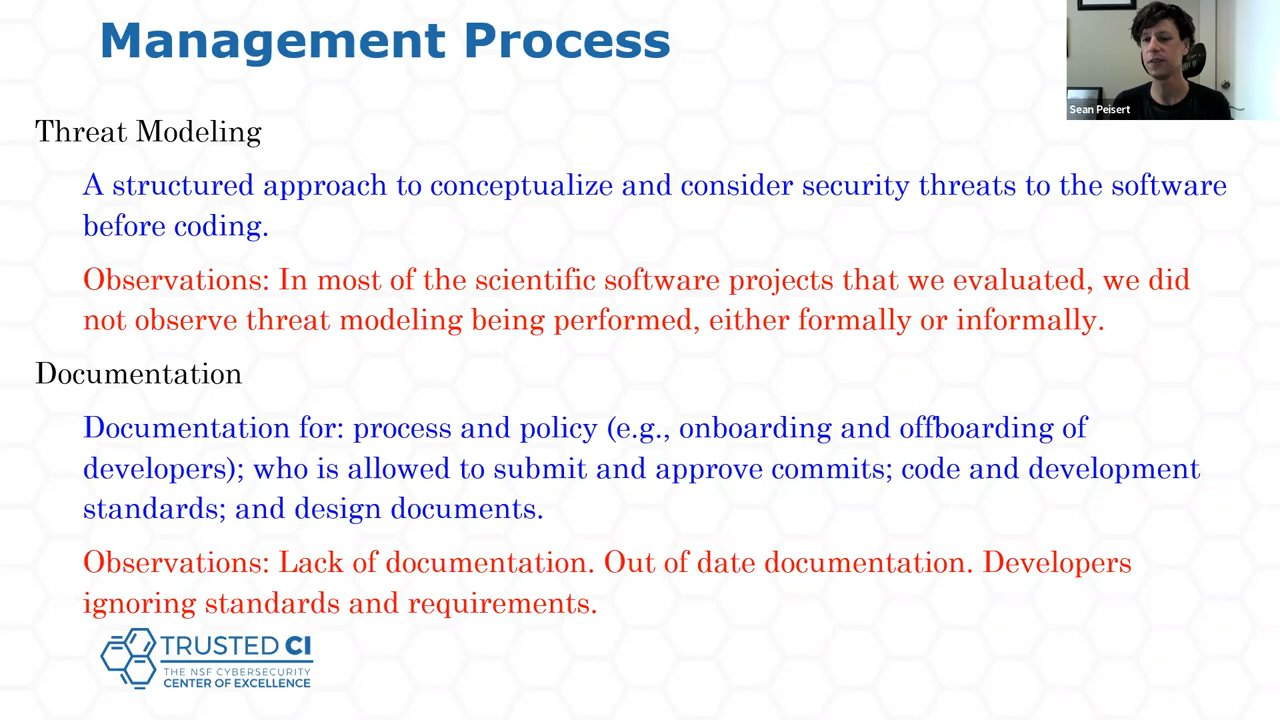 Management Process
Sean Peisert
Threat Modeling
A structured approach to conceptualize and consider security threats to the software
before coding.
Observations: In most of the scientific software projects that we evaluated, we did
not observe threat modeling being performed, either formally or informally.
Documentation
Documentation for: process and policy (e.g., onboarding and offboarding of
developers); who is allowed to submit and approve commits; code and development
standards; and design documents.
Observations: Lack of documentation. Out of date documentation. Developers
ignoring standards and requirements.
TRUSTED CI
THE NSF CYBERSECURITY
CENTER OF EXCELLENCE